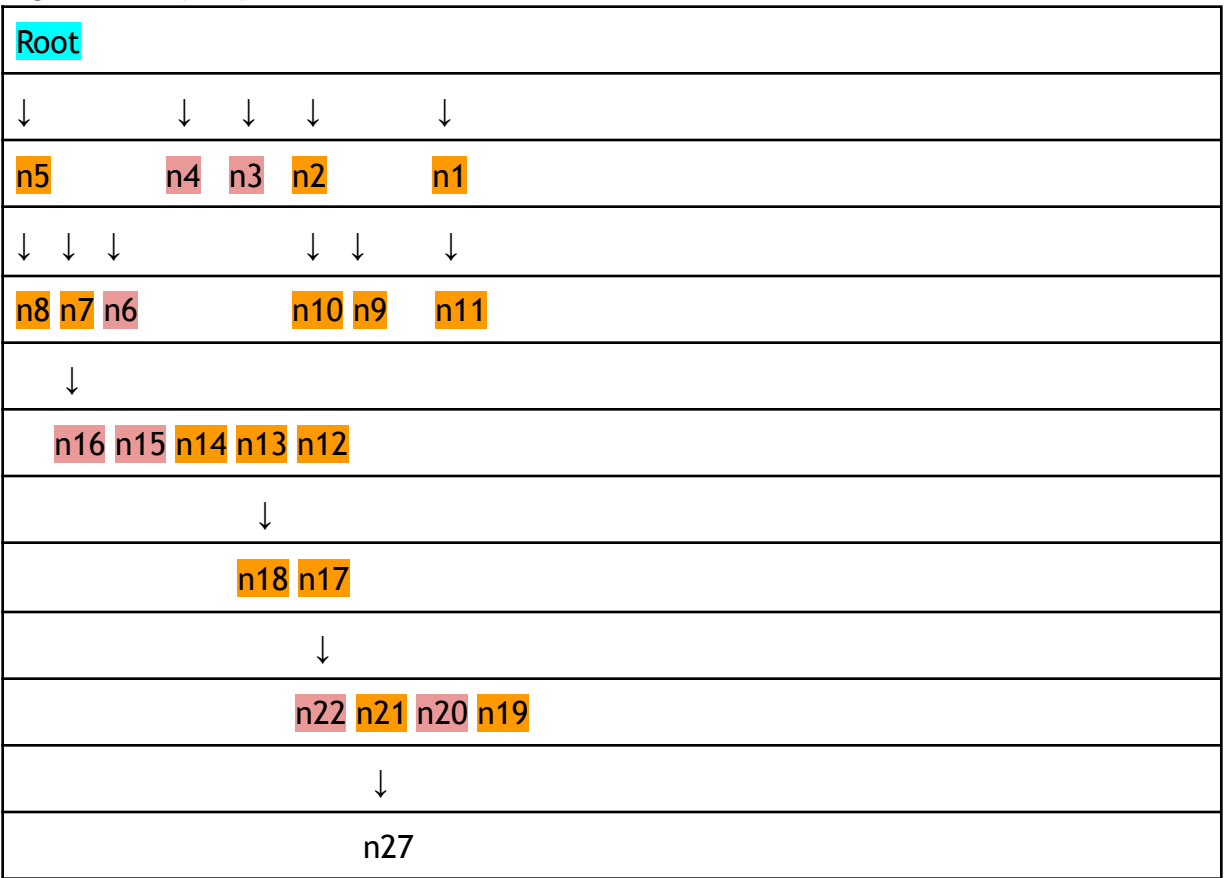 Root
↓ ↓ ↓ ↓ ↓
n5 n4 n3 n2 n1
↓ ↓ ↓ ↓ ↓ ↓
n8 n7 n6 n10 n9 n11
↓
n16 n15 n14 n13 n12
↓
n18 n17
↓
n22 n21 n20 n19
↓
n27